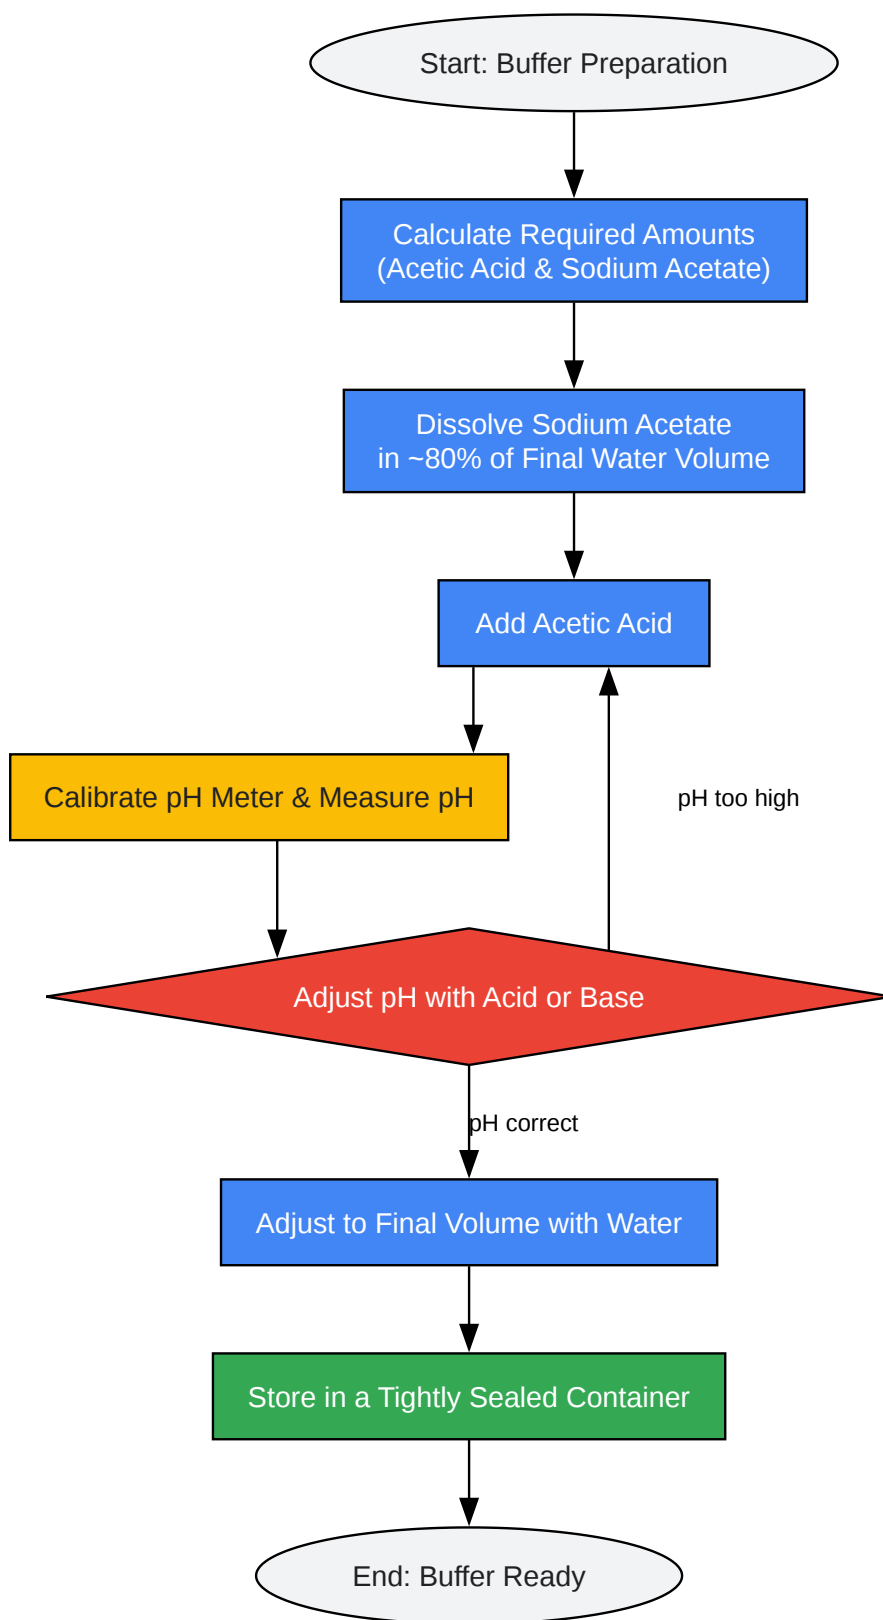 Start: Buffer Preparation
Calculate Required Amounts
(Acetic Acid & Sodium Acetate)
Dissolve Sodium Acetate
in ~80% of Final Water Volume
Add Acetic Acid
Calibrate pH Meter & Measure pH
pH too high
Adjust pH with Acid or Base
pH correct
Adjust to Final Volume with Water
Store in a Tightly Sealed Container
End: Buffer Ready